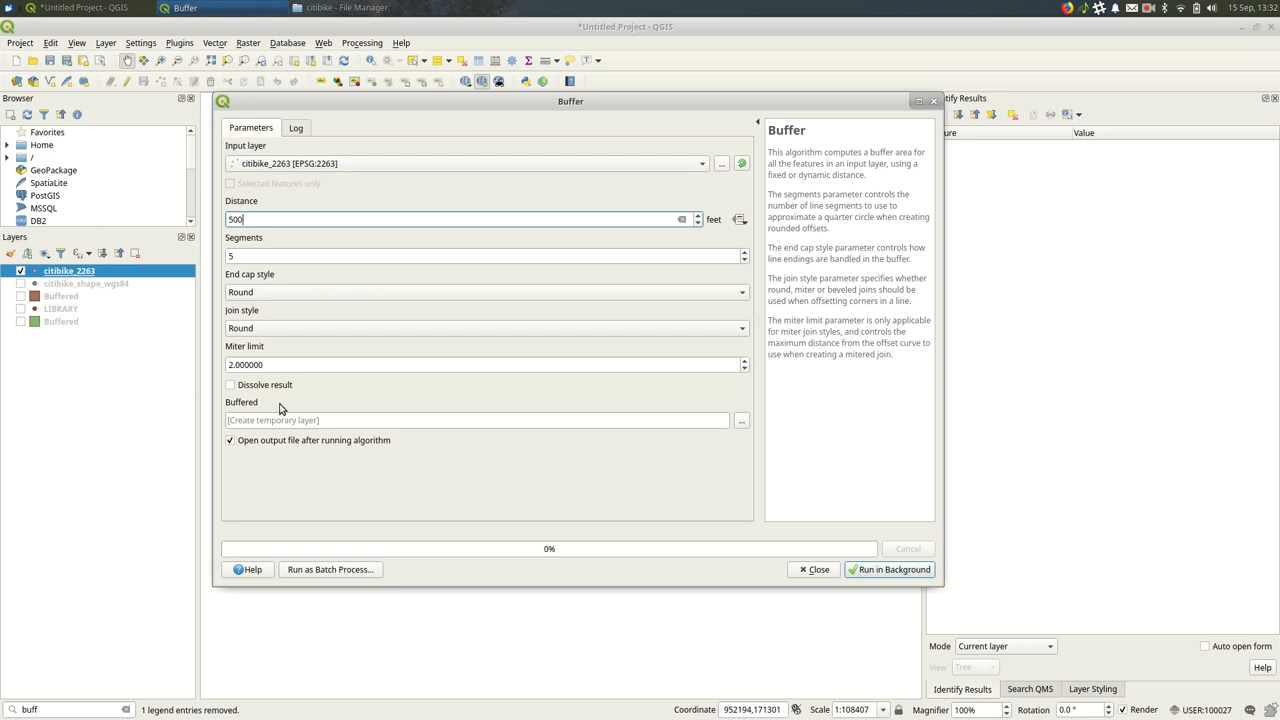 *Untitled Project - QGIS
Buffer
citibike - File Manager
15 Sep, 13:32
*Untitled Project - QGIS
Project Edit View Layer Settings Plugins Vector Raster Database Web Processing Help
Browser
Favorites
Home
/
GeoPackage
SpatiaLite
PostGIS
MSSQL
DB2
Layers
citibike_2263
citibike_shape_wgs84
Buffered
LIBRARY
Buffered
Buffer
Parameters
Log
Input layer
citibike_2263 [EPSG:2263]
...
Selected features only
Distance
500
feet
Segments
5
End cap style
Round
Join style
Round
Miter limit
2.000000
Dissolve result
Buffered
[Create temporary layer]
...
Open output file after running algorithm
0%
Cancel
Help
Run as Batch Process...
Close
Run in Background
Buffer
This algorithm computes a buffer area for
all the features in an input layer, using a
fixed or dynamic distance.
The segments parameter controls the
number of line segments to use to
approximate a quarter circle when creating
rounded offsets.
The end cap style parameter controls how
line endings are handled in the buffer.
The join style parameter specifies whether
round, miter or beveled joins should be
used when offsetting corners in a line.
The miter limit parameter is only applicable
for miter join styles, and controls the
maximum distance from the offset curve to
use when creating a mitered join.
entify Results
ure
Value
Mode
Current layer
Auto open form
View
Tree
Help
Identify Results
Search QMS
Layer Styling
buff
1 legend entries removed.
Coordinate
952194,171301
Scale
1:108407
Magnifier
100%
Rotation
0.0 °
Render
USER:100027